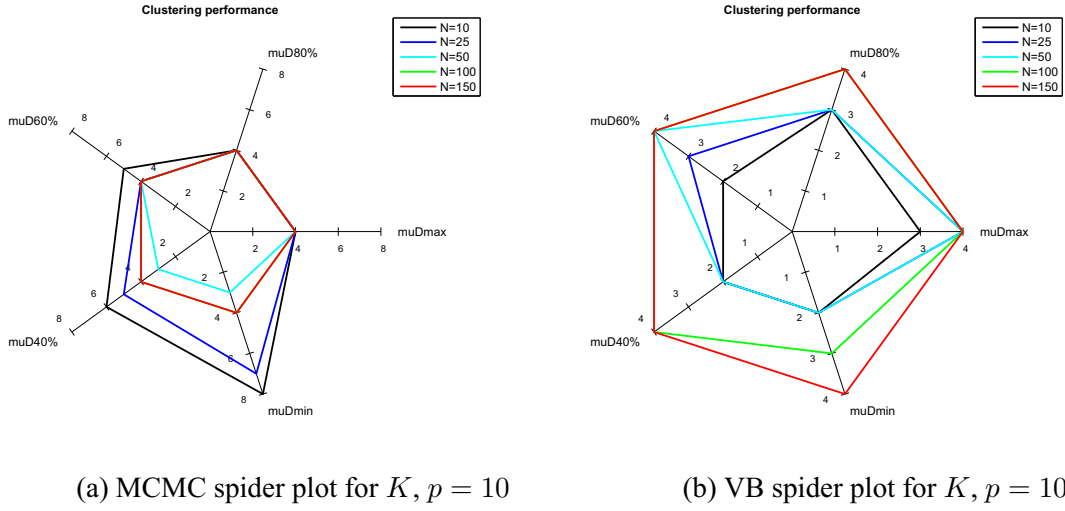 Clustering performance
N=10
N=25
N=50
N=100
N=150
muD80%
8
6
4
2
muD60%
8
6
4
2
muDmax
2
4
6
8
muD40%
2
4
6
8
muDmin
2
4
6
8
(a) MCMC spider plot for K, p = 10
Clustering performance
N=10
N=25
N=50
N=100
N=150
muD80%
4
3
2
1
muD60%
4
3
2
1
muDmax
1
2
3
4
muD40%
1
2
3
4
muDmin
1
2
3
4
(b) VB spider plot for K, p = 10